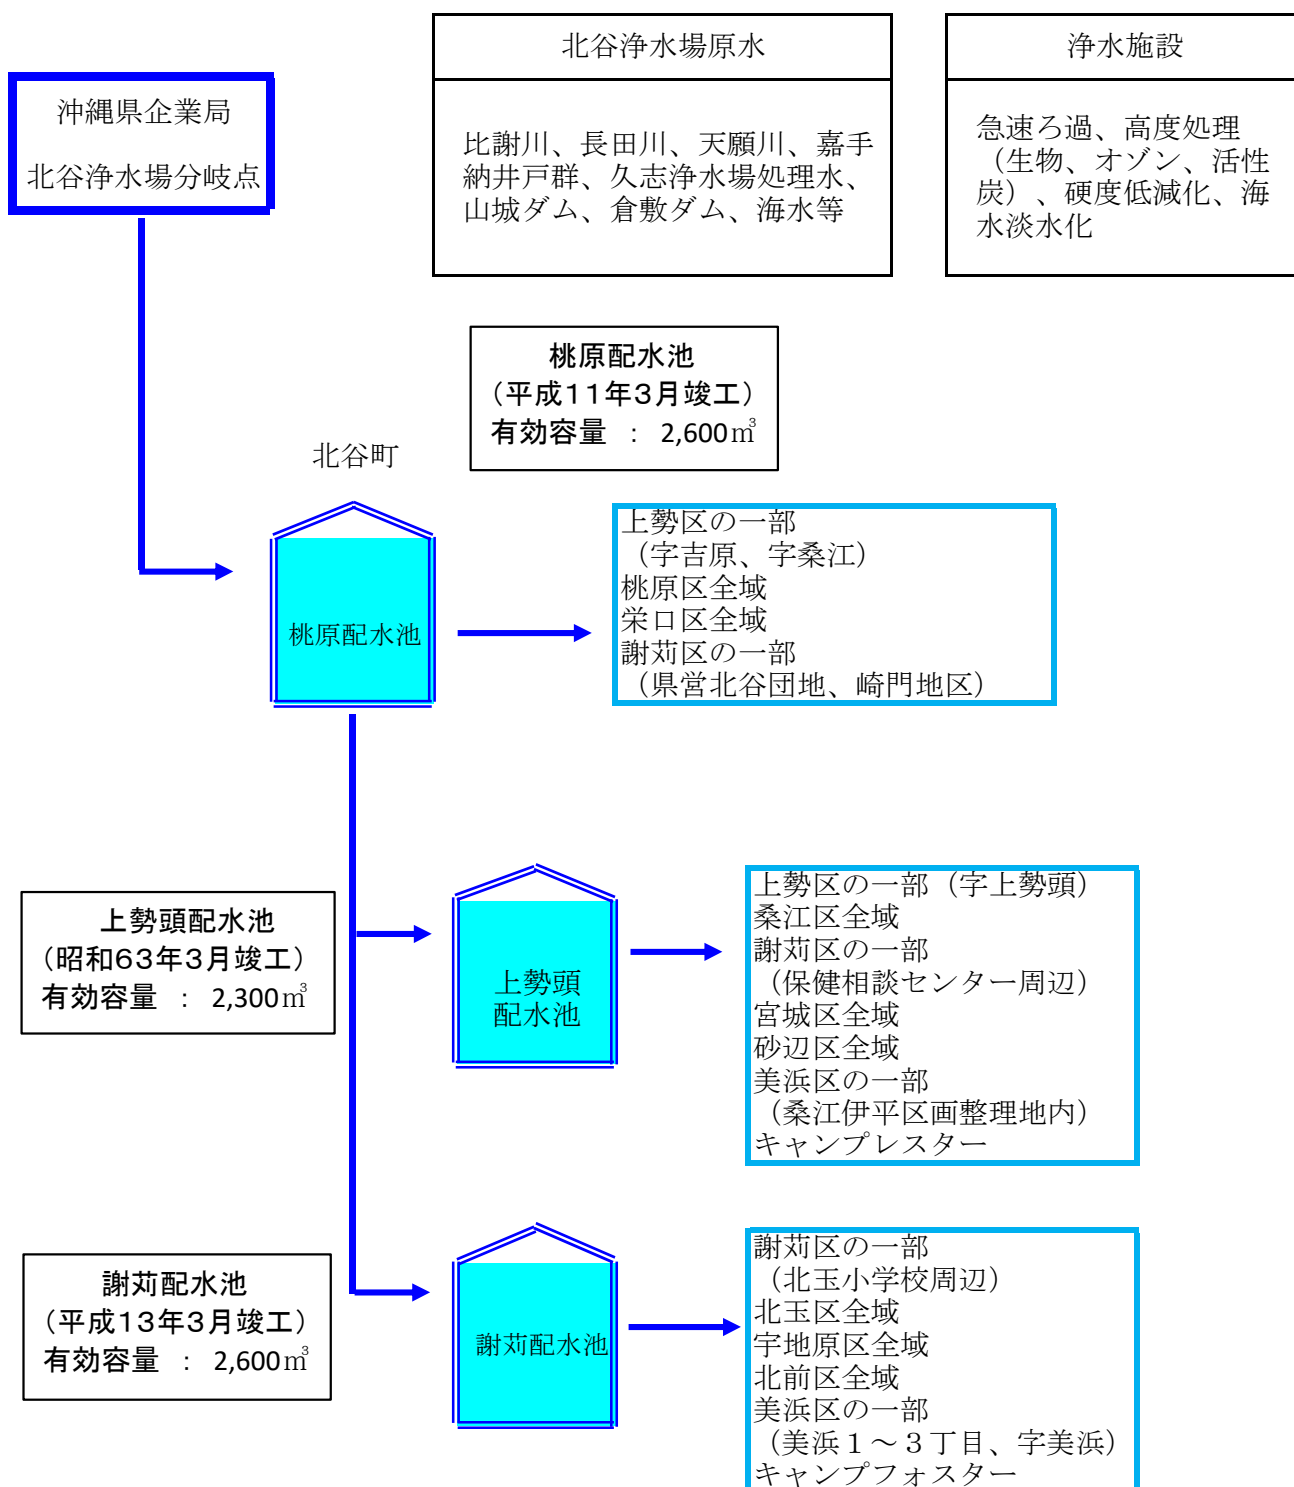 北谷浄水場原水
浄水施設
沖縄県企業局
北谷浄水場分岐点
比謝川、長田川、天願川、嘉手
納井戸群、久志浄水場処理水、
山城ダム、倉敷ダム、海水等
急速ろ過、高度処理
（生物、オゾン、活性
炭）、硬度低減化、海
水淡水化
桃原配水池
（平成11年3月竣工）
有効容量 ： 2,600㎥
北谷町
桃原配水池
上勢区の一部
（字吉原、字桑江）
桃原区全域
栄口区全域
謝苅区の一部
（県営北谷団地、崎門地区）
上勢頭配水池
（昭和63年3月竣工）
有効容量 ： 2,300㎥
上勢頭
配水池
上勢区の一部（字上勢頭）
桑江区全域
謝苅区の一部
（保健相談センター周辺）
宮城区全域
砂辺区全域
美浜区の一部
（桑江伊平区画整理地内）
キャンプレスター
謝苅配水池
（平成13年3月竣工）
有効容量 ： 2,600㎥
謝苅配水池
謝苅区の一部
（北玉小学校周辺）
北玉区全域
宇地原区全域
北前区全域
美浜区の一部
（美浜１～３丁目、字美浜）
キャンプフォスター